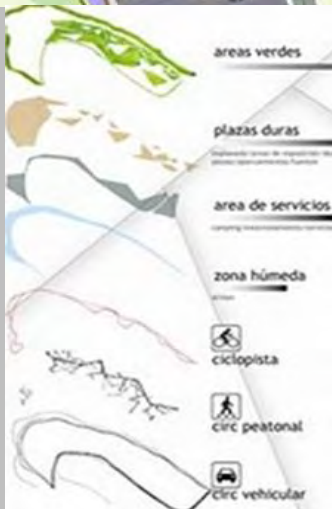 areas verdes
plazas duras
area de servicios
zona húmeda
ciclopista
circ peatonal
circ vehicular